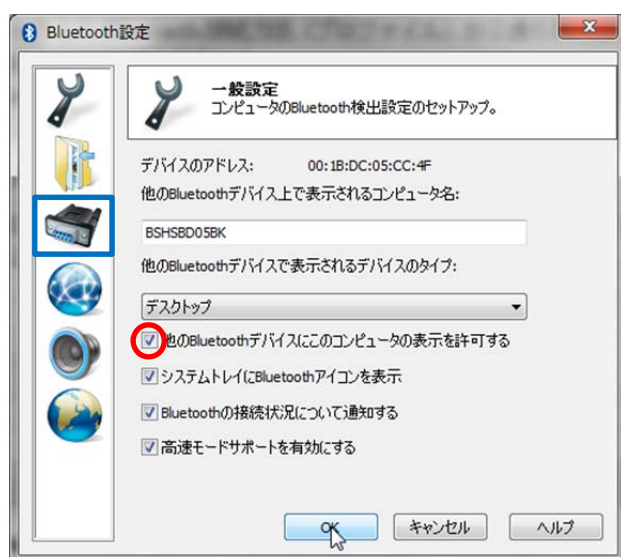 Bluetooth設定
一般設定
コンピュータのBluetooth検出設定のセットアップ。
デバイスのアドレス: 00:1B:DC:05:CC:4F
他のBluetoothデバイス上で表示されるコンピュータ名:
BSHSBD05BK
他のBluetoothデバイスで表示されるデバイスのタイプ:
デスクトップ
他のBluetoothデバイスにこのコンピュータの表示を許可する
システムトレイにBluetoothアイコンを表示
Bluetoothの接続状況について通知する
高速モードサポートを有効にする
OK キャンセル ヘルプ